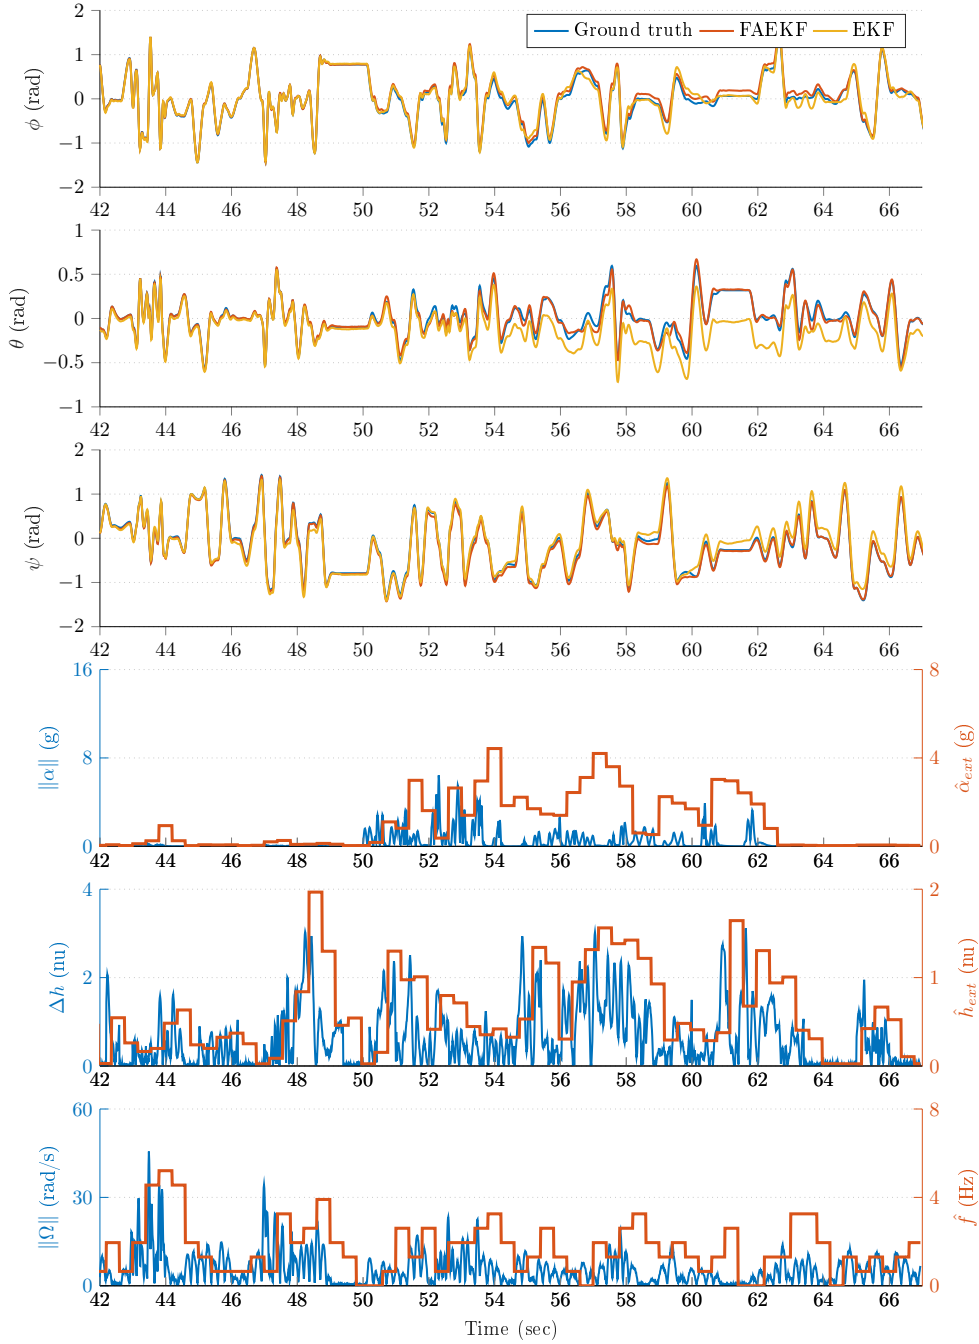 Ground truth FAEKF EKF
2
1
0
−1
−2
ϕ (rad)
42 44 46 48 50 52 54 56 58 60 62 64 66
1
0.5
0
−0.5
−1
θ (rad)
42 44 46 48 50 52 54 56 58 60 62 64 66
2
1
0
−1
−2
ψ (rad)
42 44 46 48 50 52 54 56 58 60 62 64 66
16 8
8 4
0 0
‖α‖ (g)
α̂ext (g)
42 44 46 48 50 52 54 56 58 60 62 64 66
4 2
2 1
0 0
Δh (nu)
ĥext (nu)
42 44 46 48 50 52 54 56 58 60 62 64 66
60 8
30 4
0 0
‖Ω‖ (rad/s)
f̂ (Hz)
42 44 46 48 50 52 54 56 58 60 62 64 66
Time (sec)